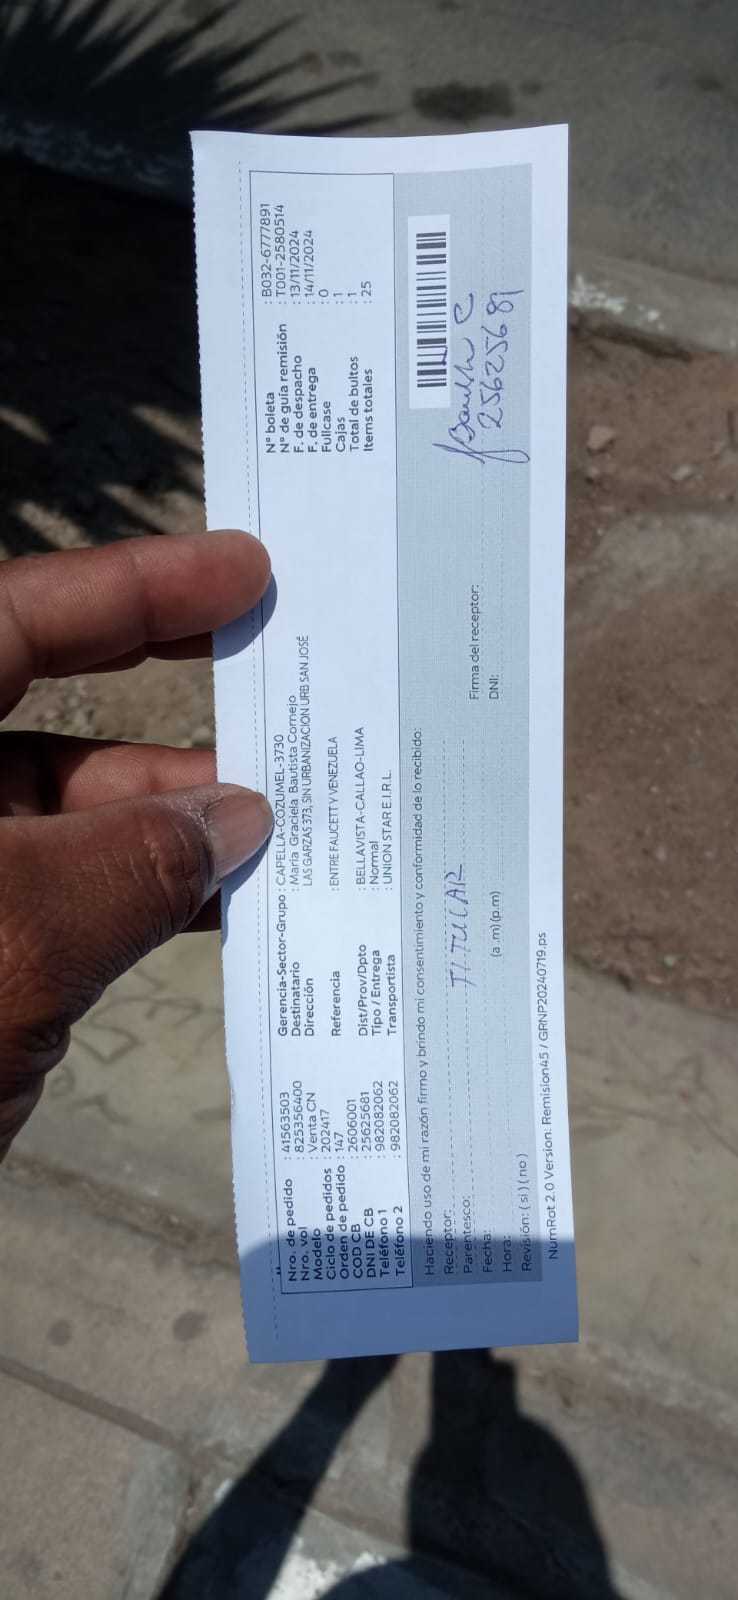 Nro. de pedido : 41563503
Nro. vol : 825356400
Modelo : Venta CN
Ciclo de pedidos : 202417
Orden de pedido : 147
COD CB : 2606001
DNI DE CB : 25625681
Teléfono 1 : 982082062
Teléfono 2 : 982082062
Gerencia-Sector-Grupo : CAPELLA-COZUMEL-3730
Destinatario : María Graciela Bautista Cornejo
Dirección : LAS GARZAS 373, SIN URBANIZACION URB SAN JOSÉ
Referencia : ENTRE FAUCETT Y VENEZUELA
Dist/Prov/Dpto : BELLAVISTA-CALLAO-LIMA
Tipo / Entrega : Normal
Transportista : UNION STAR E.I.R.L.
N° boleta : B032-6777891
N° de guía remisión : T001-2580514
F. de despacho : 13/11/2024
F. de entrega : 14/11/2024
Fullcase : 0
Cajas : 1
Total de bultos : 1
Items totales : 25
Haciendo uso de mi razón firmo y brindo mi consentimiento y conformidad de lo recibido:
Receptor:
Parentesco: TITULAR
Fecha:
Hora: (a .m) (p.m)
Revisión: ( si ) ( no )
Firma del receptor:
DNI: 25625681
NumRot 2.0 Version: Remision45 / GRNP20240719.ps